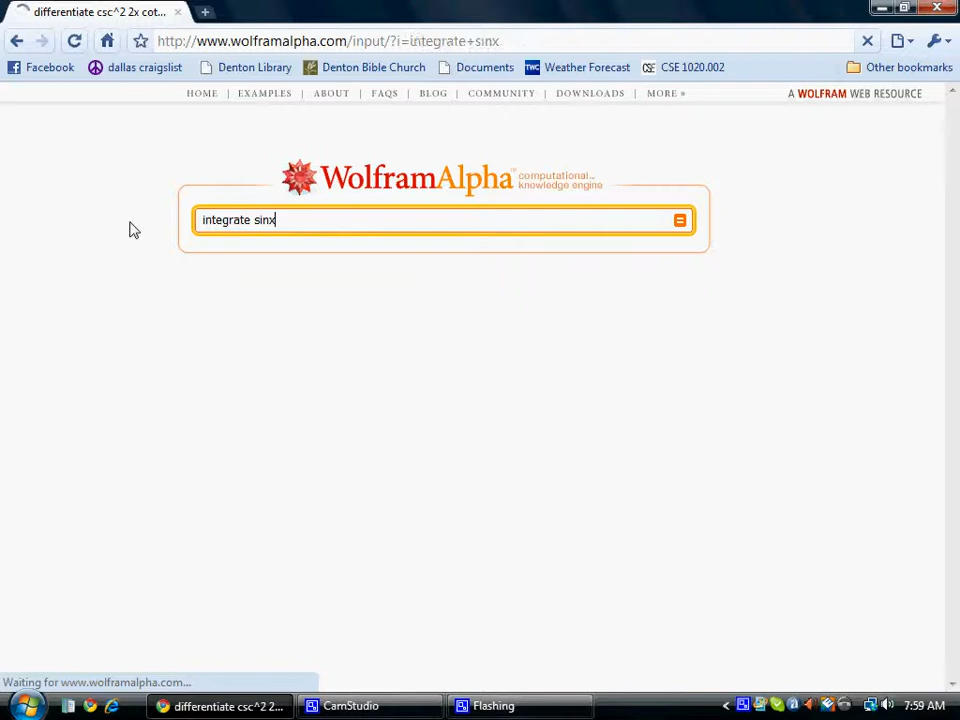 differentiate csc^2 2x cot...
http://www.wolframalpha.com/input/?i=integrate+sinx
Facebook dallas craigslist Denton Library Denton Bible Church Documents Weather Forecast CSE 1020.002 Other bookmarks
HOME | EXAMPLES | ABOUT | FAQS | BLOG | COMMUNITY | DOWNLOADS | MORE » A WOLFRAM WEB RESOURCE
WolframAlpha™ computational... knowledge engine
integrate sinx
Waiting for www.wolframalpha.com...
differentiate csc^2 2... CamStudio Flashing 7:59 AM